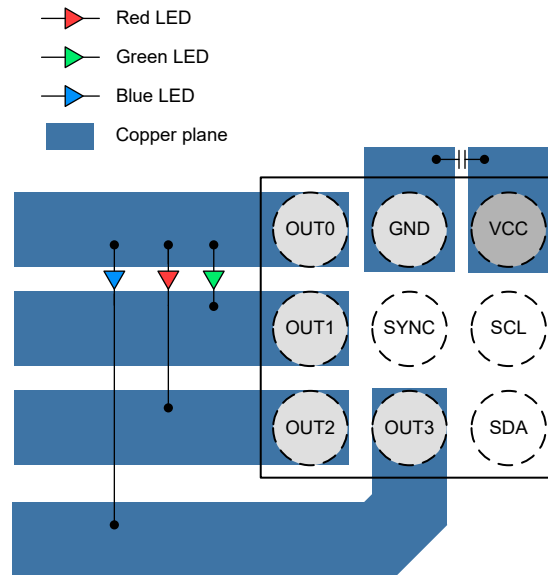 Red LED
Green LED
Blue LED
Copper plane
OUT0 GND VCC
OUT1 SYNC SCL
OUT2 OUT3 SDA